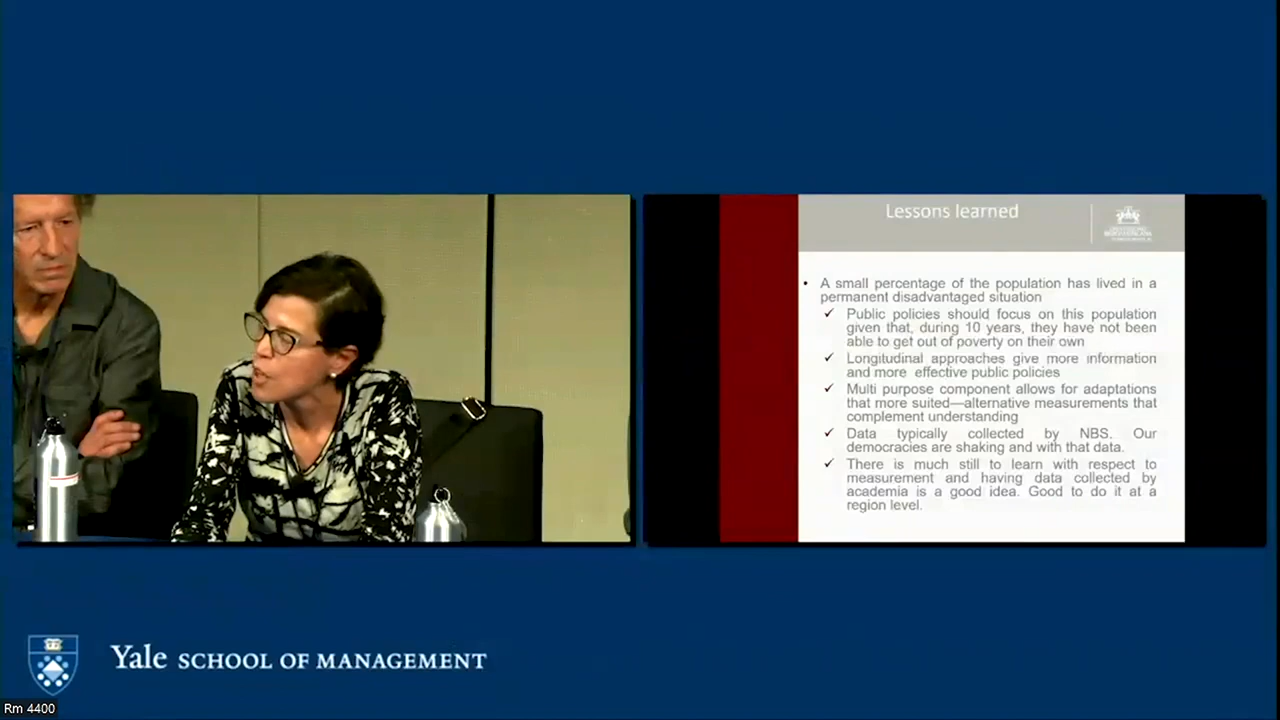 Lessons learned
• A small percentage of the population has lived in a
permanent disadvantaged situation
✓ Public policies should focus on this population
given that, during 10 years, they have not been
able to get out of poverty on their own
✓ Longitudinal approaches give more information
and more effective public policies
✓ Multi purpose component allows for adaptations
that more suited—alternative measurements that
complement understanding
✓ Data typically collected by NBS. Our
democracies are shaking and with that data.
✓ There is much still to learn with respect to
measurement and having data collected by
academia is a good idea. Good to do it at a
region level.
Yale SCHOOL OF MANAGEMENT
Rm 4400